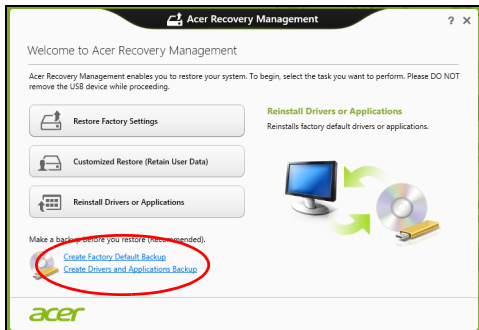 Acer Recovery Management
? ×
Welcome to Acer Recovery Management
Acer Recovery Management enables you to restore your system. To begin, select the task you want to perform. Please DO NOT
remove the USB device while proceeding.
Restore Factory Settings
Customized Restore (Retain User Data)
Reinstall Drivers or Applications
Reinstall Drivers or Applications
Reinstalls factory default drivers or applications.
Make a backup before you restore (Recommended).
Create Factory Default Backup
Create Drivers and Applications Backup
acer